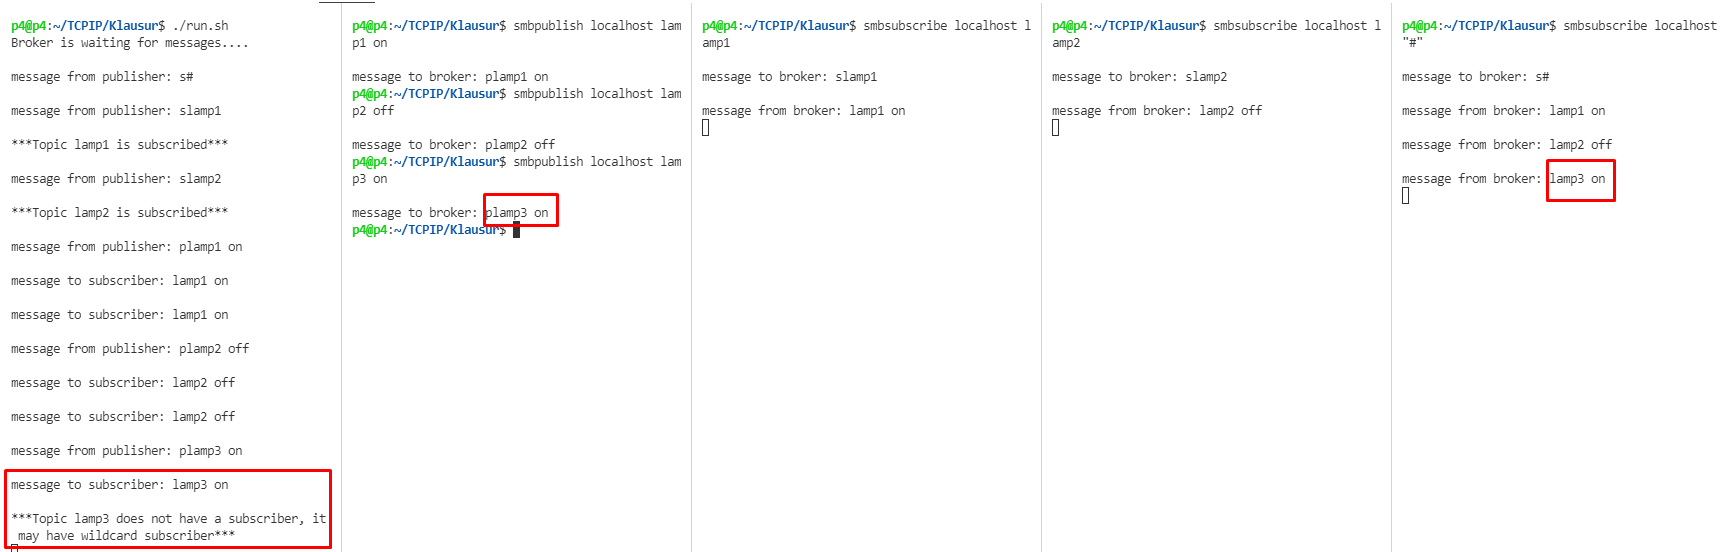 p4@p4:~/TCPIP/Klausur$ ./run.sh
Broker is waiting for messages....
message from publisher: s#
message from publisher: slamp1
***Topic lamp1 is subscribed***
message from publisher: slamp2
***Topic lamp2 is subscribed***
message from publisher: plamp1 on
message to subscriber: lamp1 on
message to subscriber: lamp1 on
message from publisher: plamp2 off
message to subscriber: lamp2 off
message to subscriber: lamp2 off
message from publisher: plamp3 on
message to subscriber: lamp3 on
***Topic lamp3 does not have a subscriber, it
may have wildcard subscriber***
p4@p4:~/TCPIP/Klausur$ smbpublish localhost lam
p1 on
message to broker: plamp1 on
p4@p4:~/TCPIP/Klausur$ smbpublish localhost lam
p2 off
message to broker: plamp2 off
p4@p4:~/TCPIP/Klausur$ smbpublish localhost lam
p3 on
message to broker: plamp3 on
p4@p4:~/TCPIP/Klausur$
p4@p4:~/TCPIP/Klausur$ smbsubscribe localhost l
amp1
message to broker: slamp1
message from broker: lamp1 on
p4@p4:~/TCPIP/Klausur$ smbsubscribe localhost l
amp2
message to broker: slamp2
message from broker: lamp2 off
p4@p4:~/TCPIP/Klausur$ smbsubscribe localhost
"#"
message to broker: s#
message from broker: lamp1 on
message from broker: lamp2 off
message from broker: lamp3 on